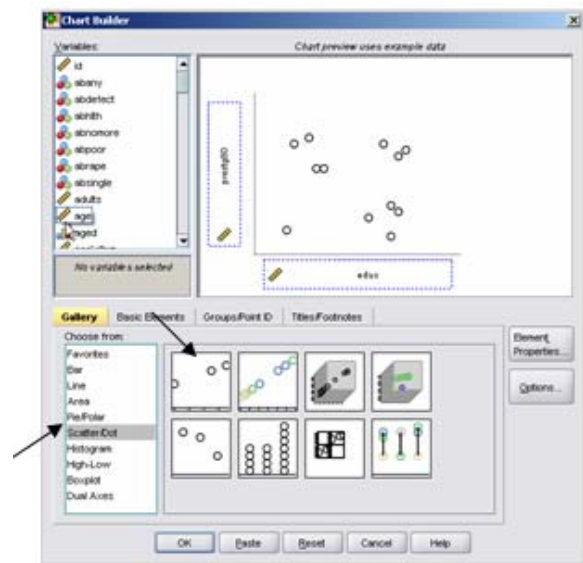 Chart Builder
Variables:
Chart preview uses example data
id
abany
abdefect
abhlth
abnomore
abpoor
abrape
absingle
adults
age
aged
No variables selected
prestg80
educ
Gallery
Basic Elements
Groups/Point ID
Titles/Footnotes
Choose from:
Favorites
Bar
Line
Area
Pie/Polar
Scatter/Dot
Histogram
High-Low
Boxplot
Dual Axes
Element Properties...
Options...
OK
Paste
Reset
Cancel
Help